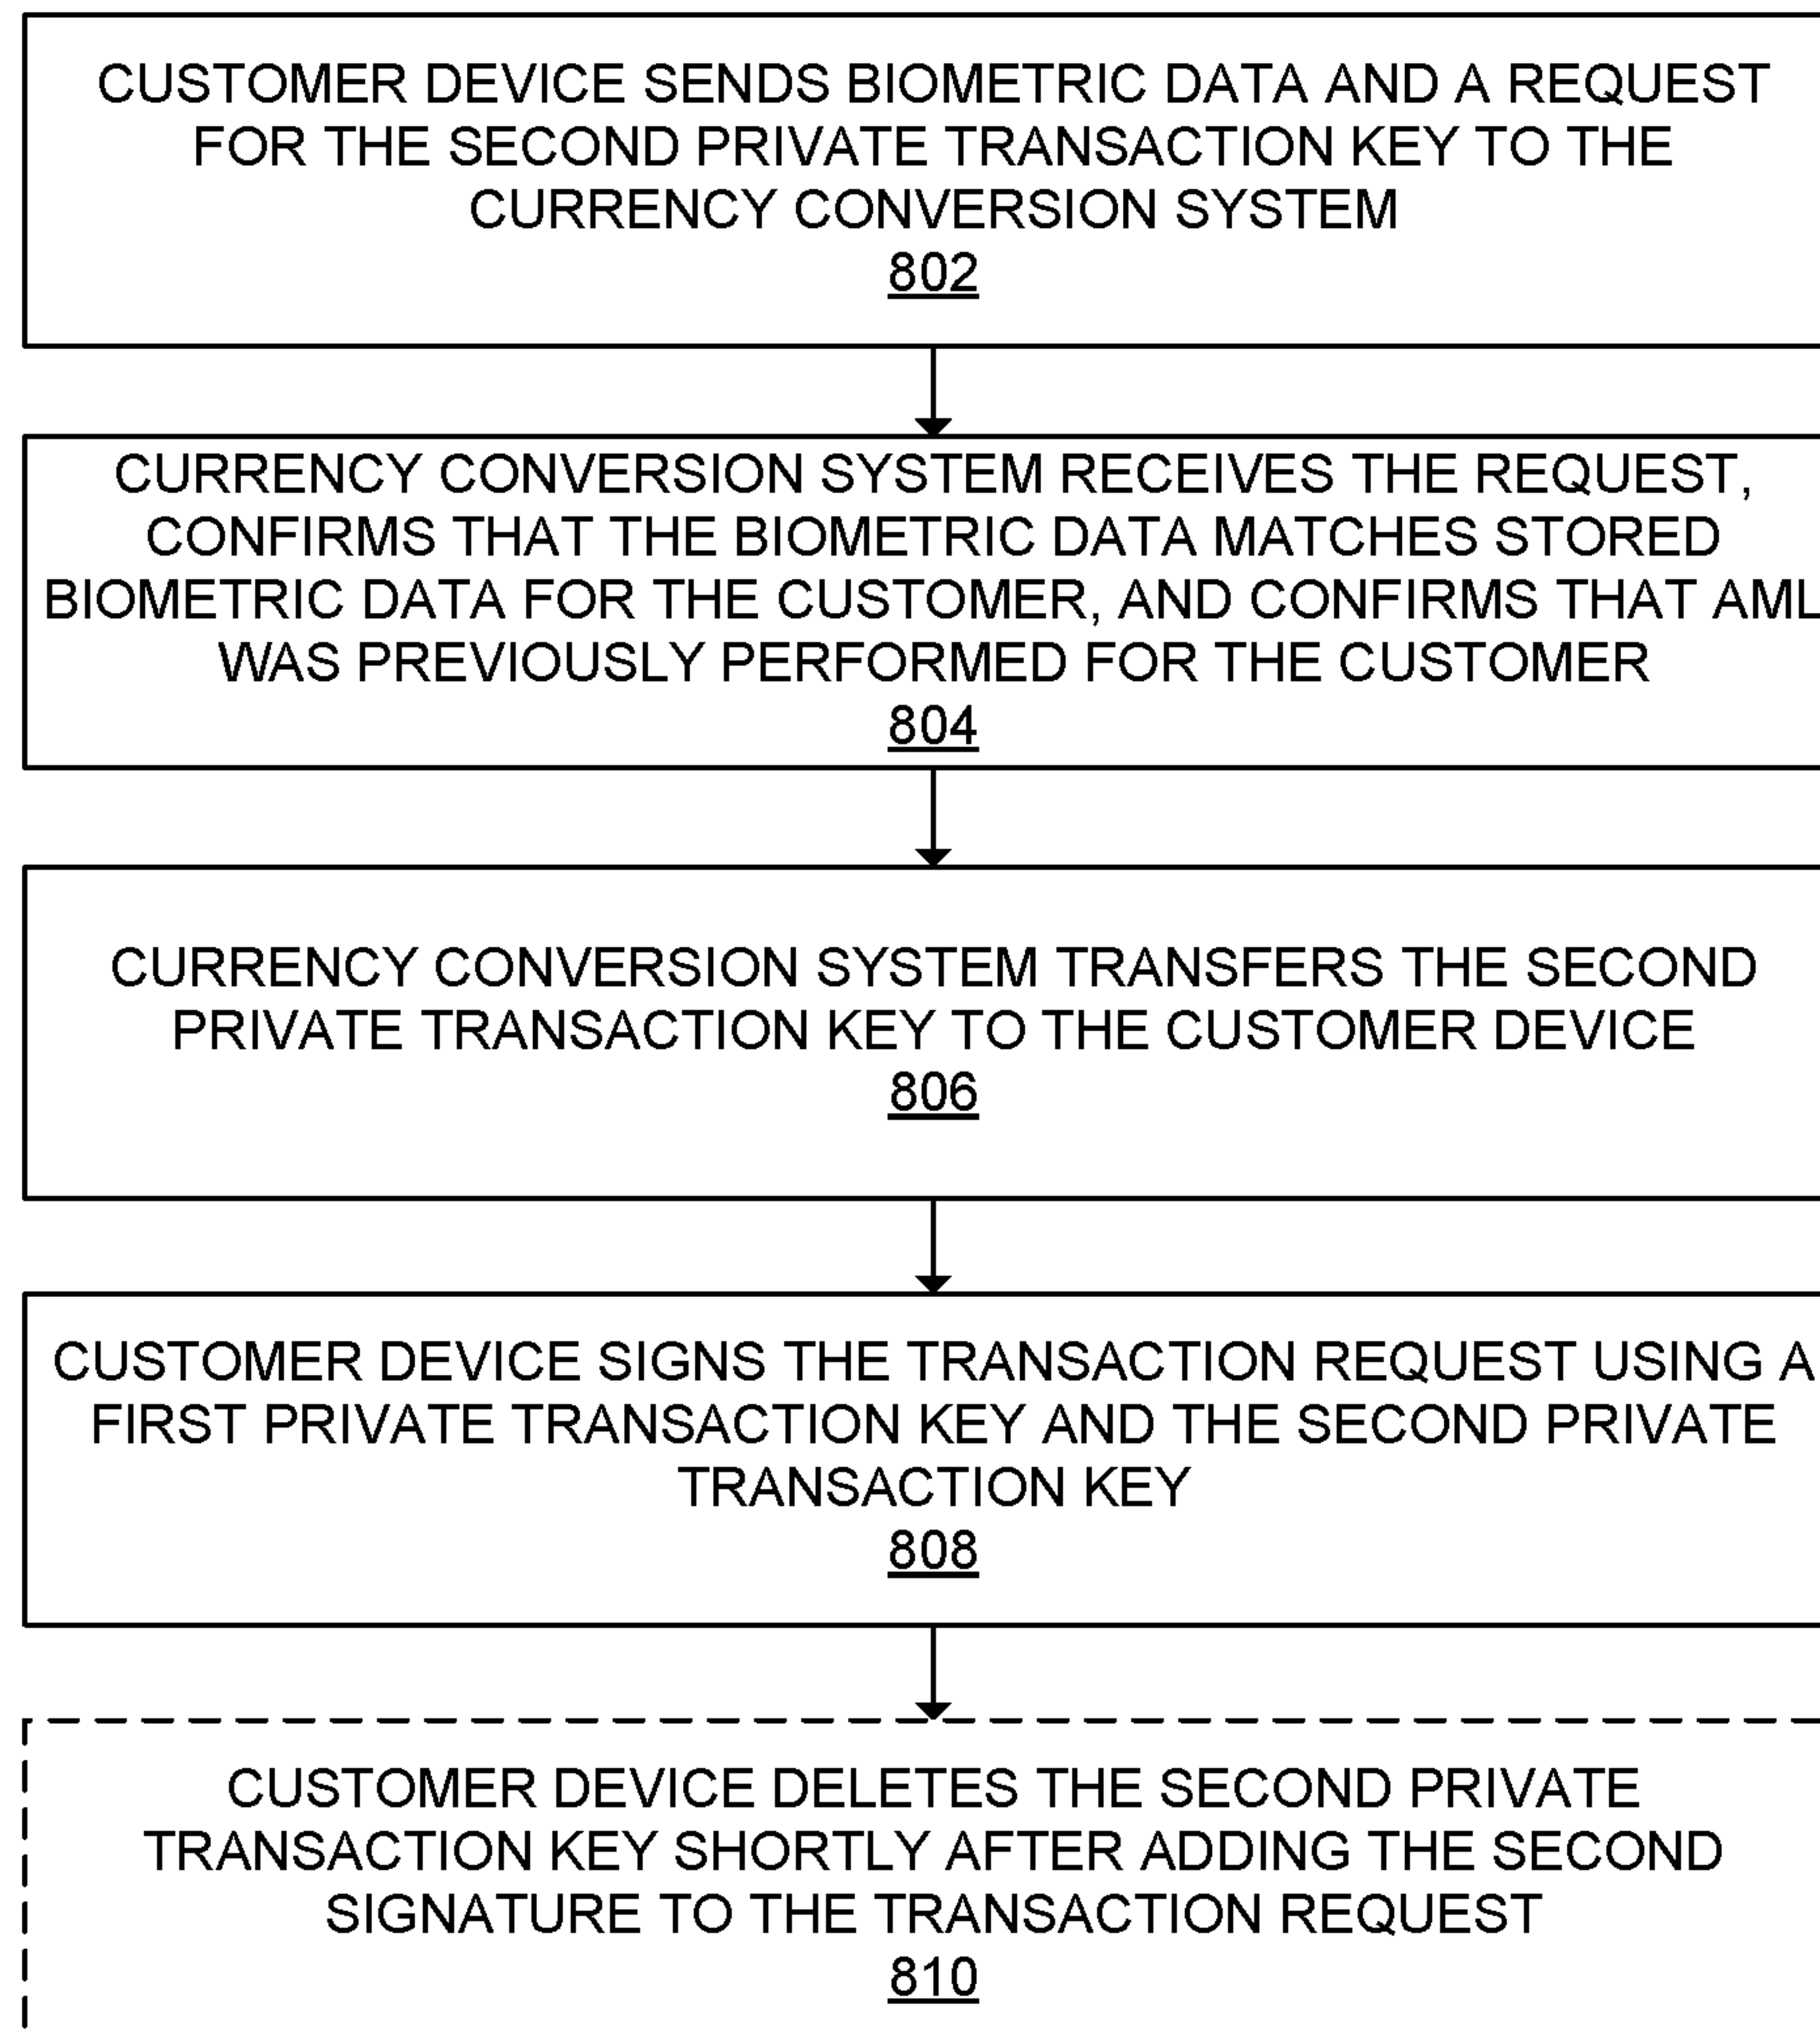 CUSTOMER DEVICE SENDS BIOMETRIC DATA AND A REQUEST
FOR THE SECOND PRIVATE TRANSACTION KEY TO THE
CURRENCY CONVERSION SYSTEM
802
CURRENCY CONVERSION SYSTEM RECEIVES THE REQUEST,
CONFIRMS THAT THE BIOMETRIC DATA MATCHES STORED
BIOMETRIC DATA FOR THE CUSTOMER, AND CONFIRMS THAT AML
WAS PREVIOUSLY PERFORMED FOR THE CUSTOMER
804
CURRENCY CONVERSION SYSTEM TRANSFERS THE SECOND
PRIVATE TRANSACTION KEY TO THE CUSTOMER DEVICE
806
CUSTOMER DEVICE SIGNS THE TRANSACTION REQUEST USING A
FIRST PRIVATE TRANSACTION KEY AND THE SECOND PRIVATE
TRANSACTION KEY
808
CUSTOMER DEVICE DELETES THE SECOND PRIVATE
TRANSACTION KEY SHORTLY AFTER ADDING THE SECOND
SIGNATURE TO THE TRANSACTION REQUEST
810